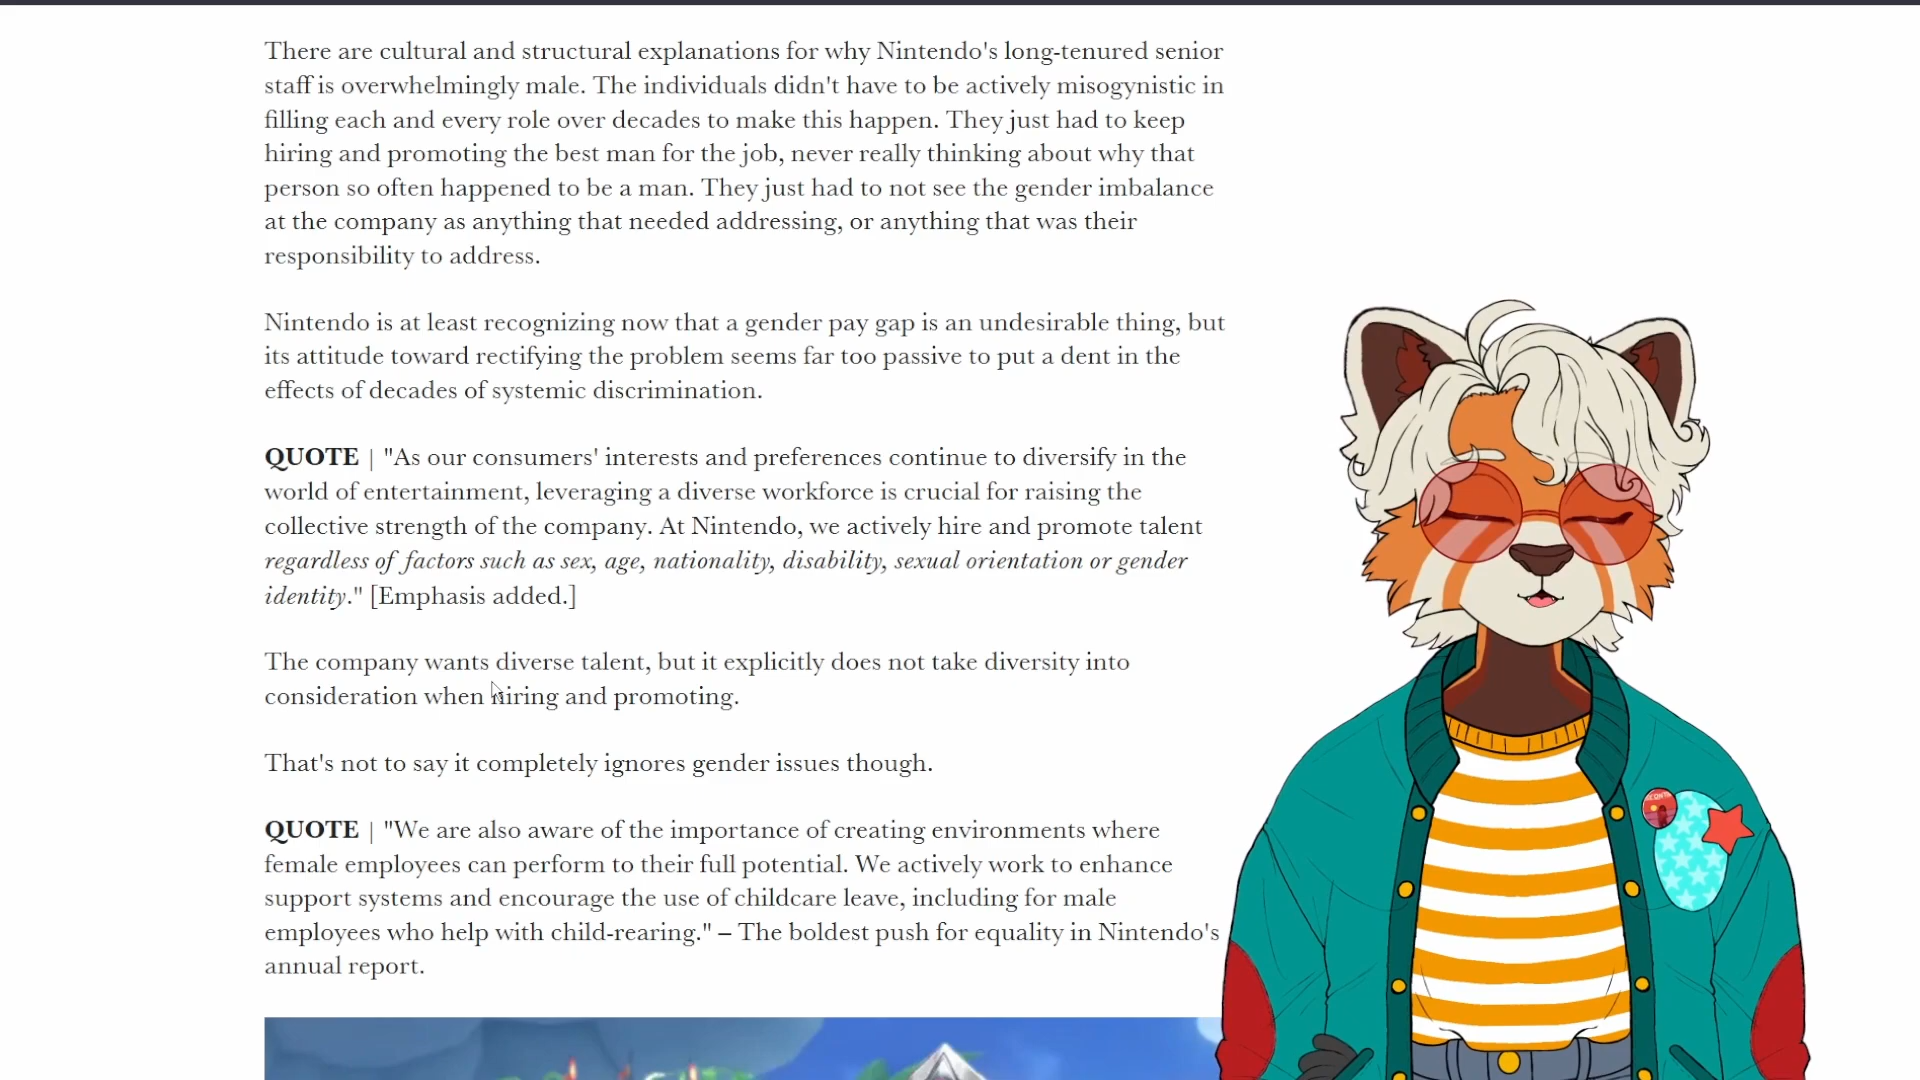 There are cultural and structural explanations for why Nintendo's long-tenured senior
staff is overwhelmingly male. The individuals didn't have to be actively misogynistic in
filling each and every role over decades to make this happen. They just had to keep
hiring and promoting the best man for the job, never really thinking about why that
person so often happened to be a man. They just had to not see the gender imbalance
at the company as anything that needed addressing, or anything that was their
responsibility to address.
Nintendo is at least recognizing now that a gender pay gap is an undesirable thing, but
its attitude toward rectifying the problem seems far too passive to put a dent in the
effects of decades of systemic discrimination.
QUOTE | "As our consumers' interests and preferences continue to diversify in the
world of entertainment, leveraging a diverse workforce is crucial for raising the
collective strength of the company. At Nintendo, we actively hire and promote talent
regardless of factors such as sex, age, nationality, disability, sexual orientation or gender
identity." [Emphasis added.]
The company wants diverse talent, but it explicitly does not take diversity into
consideration when hiring and promoting.
That's not to say it completely ignores gender issues though.
QUOTE | "We are also aware of the importance of creating environments where
female employees can perform to their full potential. We actively work to enhance
support systems and encourage the use of childcare leave, including for male
employees who help with child-rearing." – The boldest push for equality in Nintendo's
annual report.